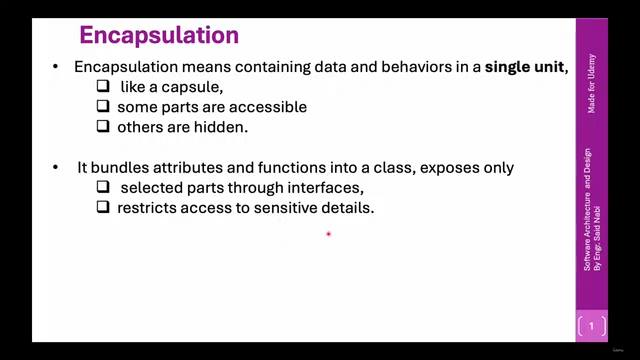 Encapsulation
• Encapsulation means containing data and behaviors in a single unit,
❑ like a capsule,
❑ some parts are accessible
❑ others are hidden.
• It bundles attributes and functions into a class, exposes only
❑ selected parts through interfaces,
❑ restricts access to sensitive details.
Made for Udemy
Software Architecture and Design
By Engr. Said Nabi
1